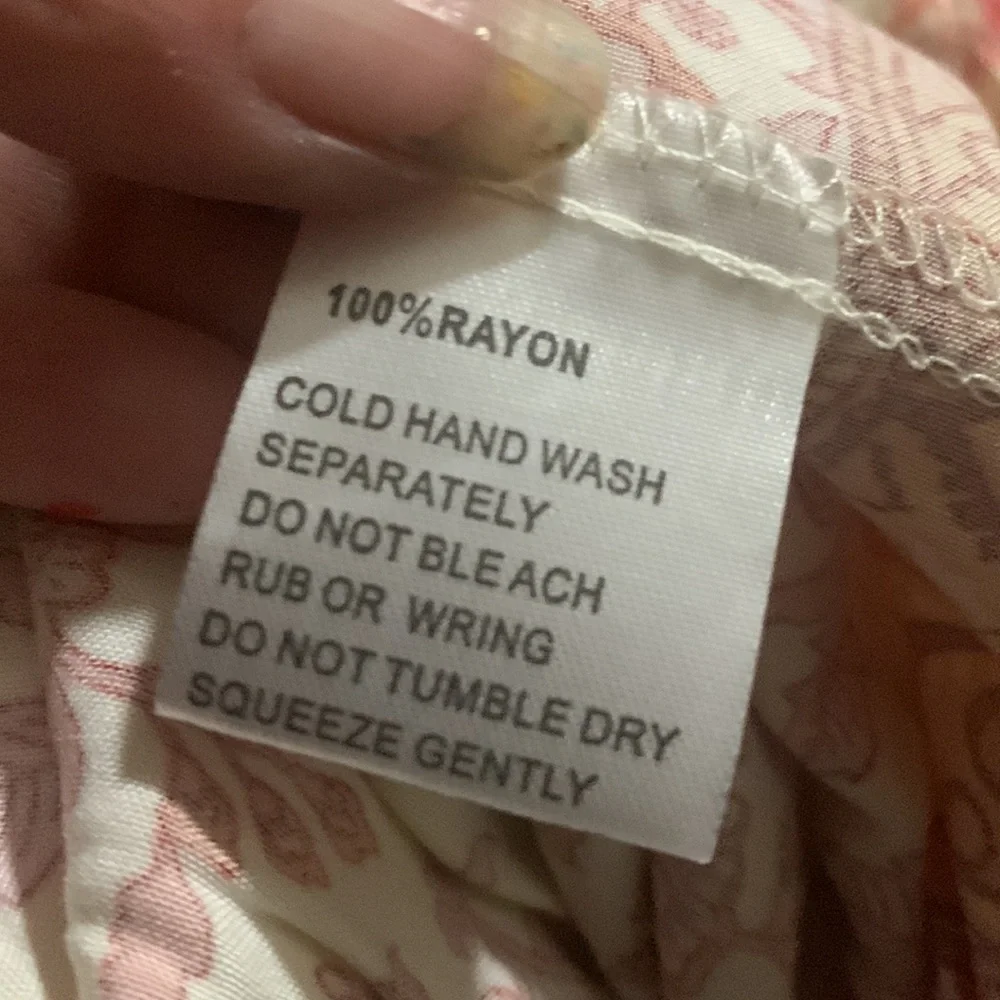 100%RAYON
COLD HAND WASH
SEPARATELY
DO NOT BLEACH
RUB OR WRING
DO NOT TUMBLE DRY
SQUEEZE GENTLY